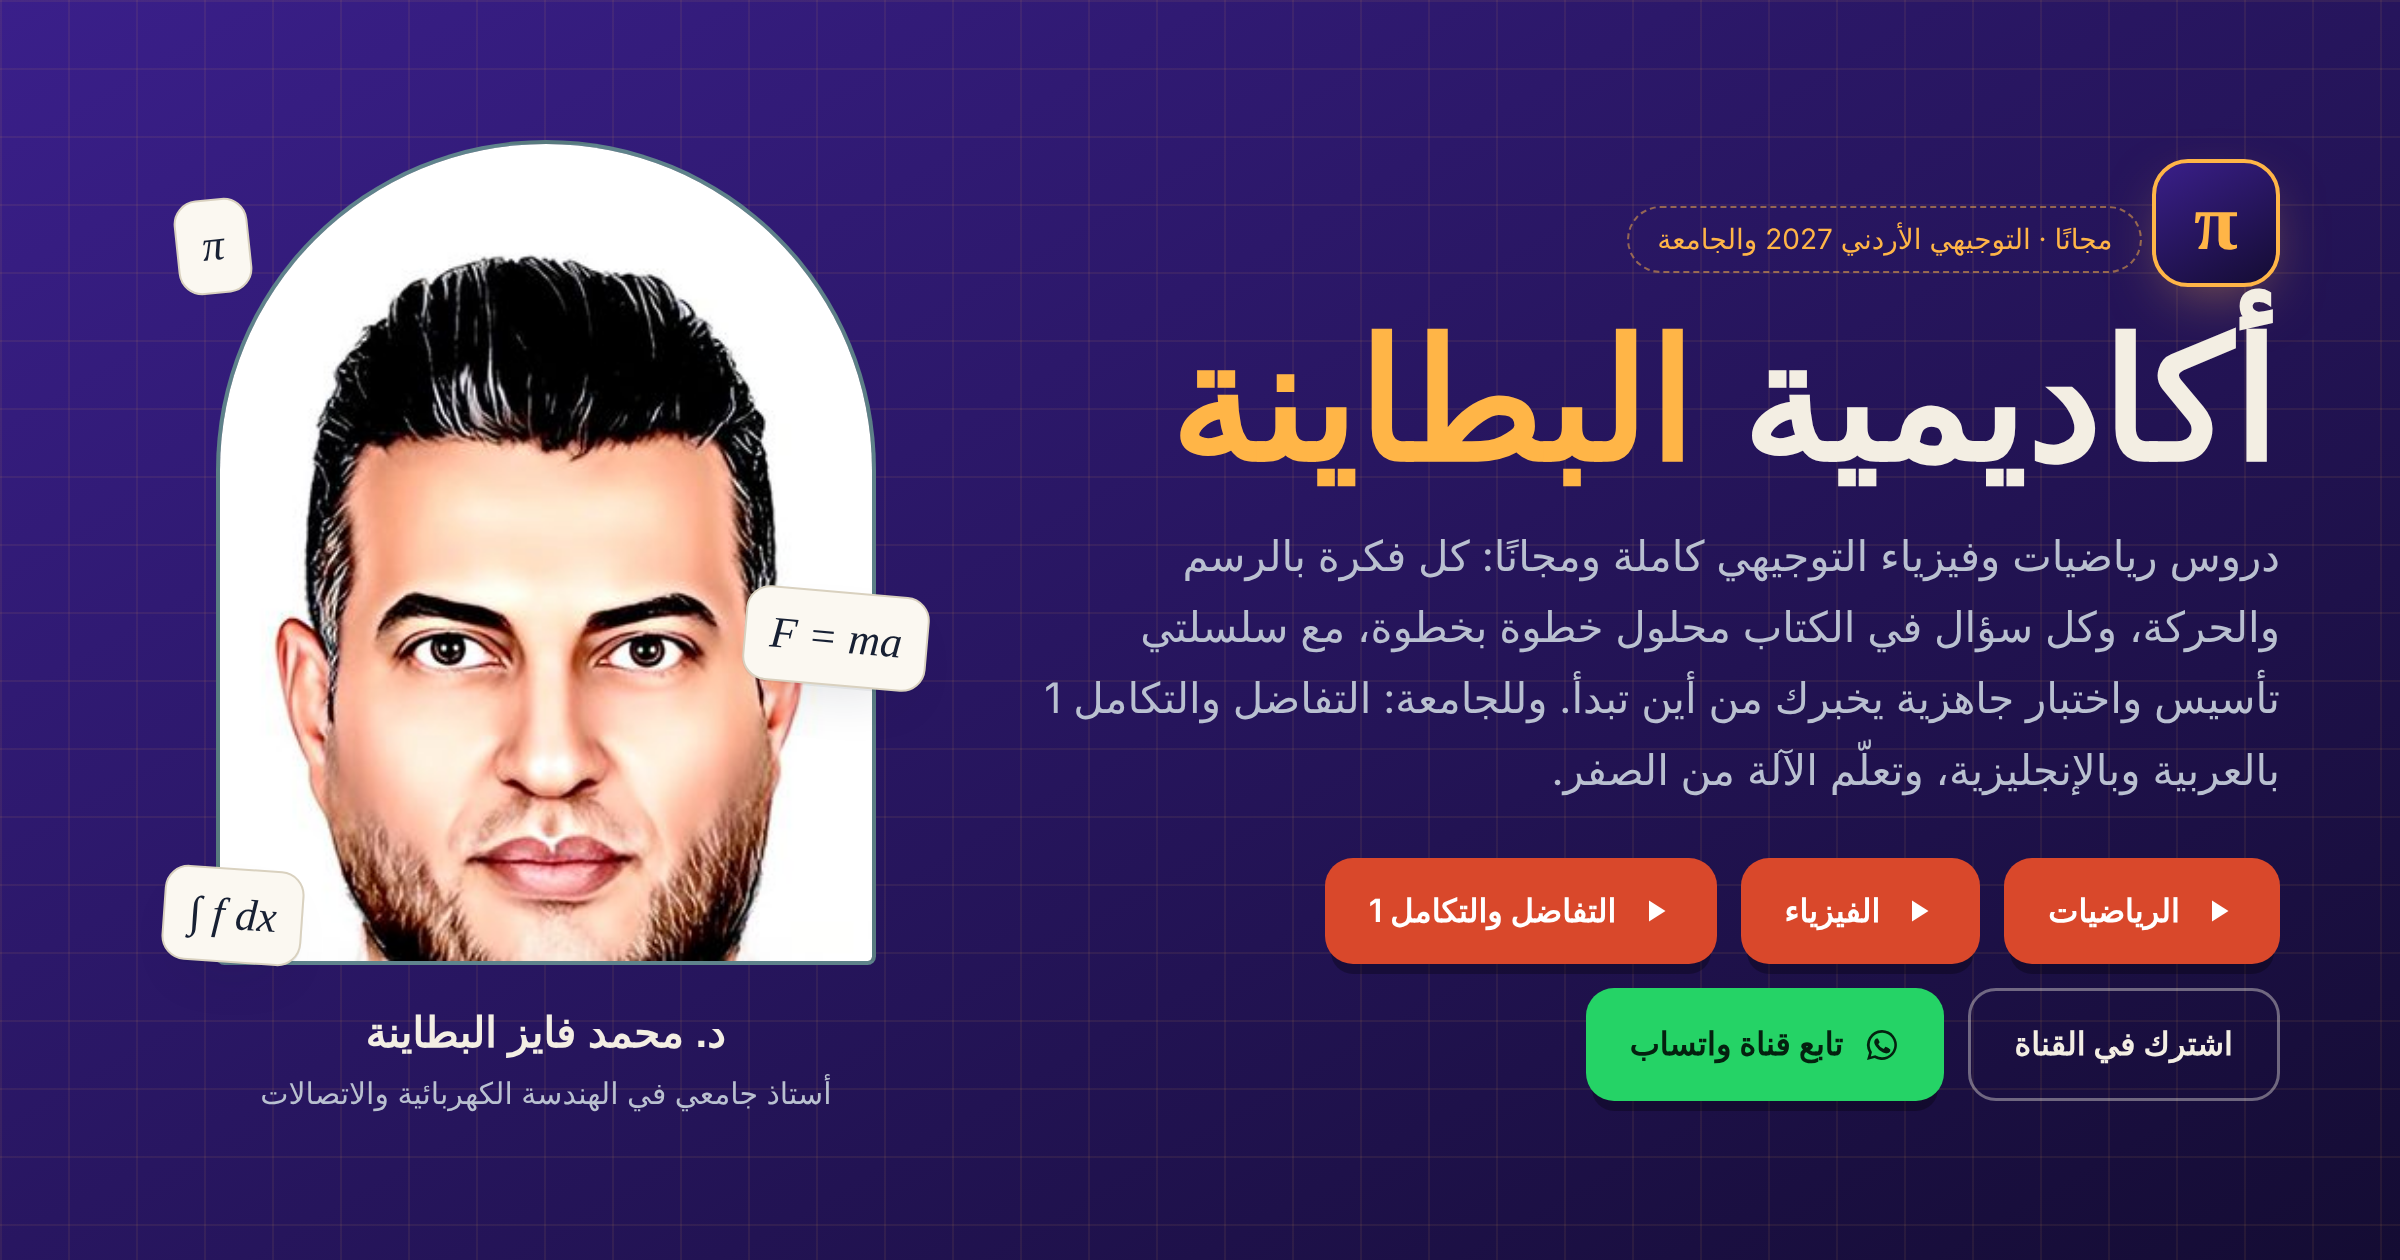 π
مجانًا · التوجيهي الأردني 2027 والجامعة
أكاديمية البطاينة
دروس رياضيات وفيزياء التوجيهي كاملة ومجانًا: كل فكرة بالرسم
والحركة، وكل سؤال في الكتاب محلول خطوة بخطوة، مع سلسلتي
تأسيس واختبار جاهزية يخبرك من أين تبدأ. وللجامعة: التفاضل والتكامل 1
بالعربية وبالإنجليزية، وتعلّم الآلة من الصفر.
الرياضيات
الفيزياء
التفاضل والتكامل 1
اشترك في القناة
تابع قناة واتساب
π
F = ma
∫ f dx
د. محمد فايز البطاينة
أستاذ جامعي في الهندسة الكهربائية والاتصالات